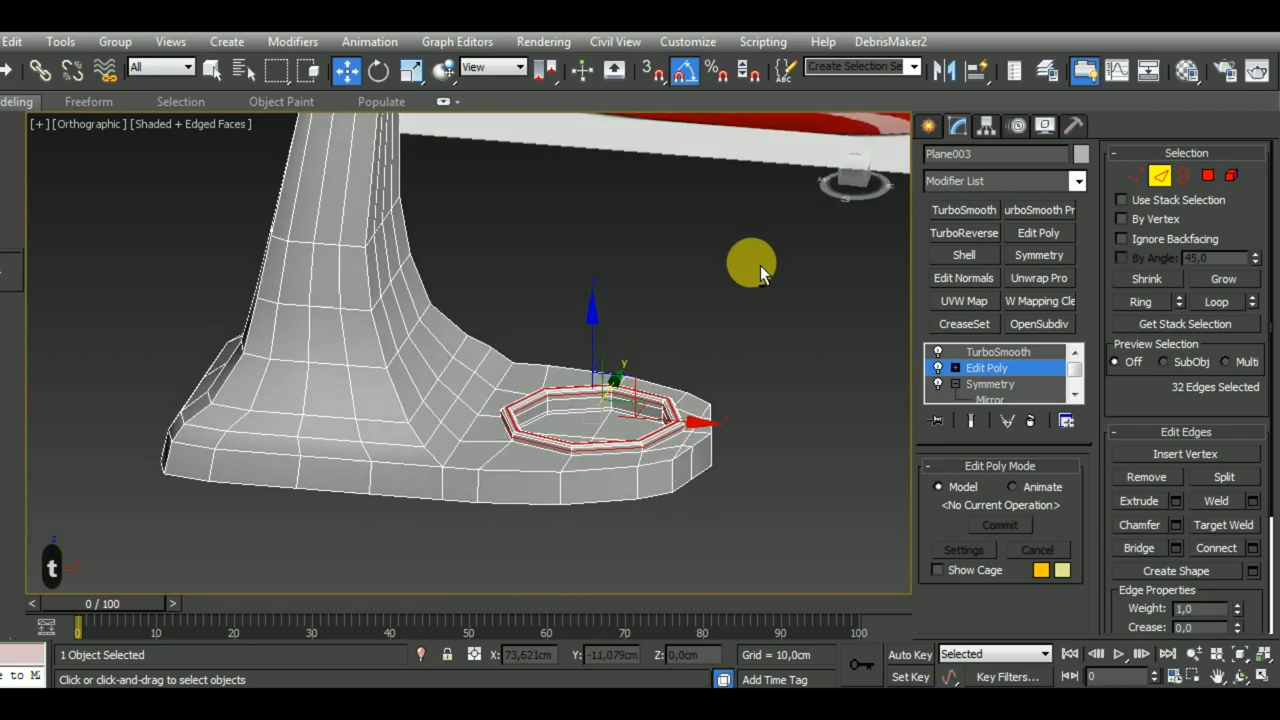 Edit Tools Group Views Create Modifiers Animation Graph Editors Rendering Civil View Customize Scripting Help DebrisMaker2
All View 3 % ABC Create Selection Se
deling Freeform Selection Object Paint Populate
[+] [Orthographic] [Shaded + Edged Faces]
Plane003
Modifier List
TurboSmooth urboSmooth Pr
TurboReverse Edit Poly
Shell Symmetry
Edit Normals Unwrap Pro
UVW Map W Mapping Cle
CreaseSet OpenSubdiv
TurboSmooth
Edit Poly
Symmetry
Mirror
Edit Poly Mode
Model Animate
<No Current Operation>
Commit
Settings Cancel
Show Cage
Selection
Use Stack Selection
By Vertex
Ignore Backfacing
By Angle: 45,0
Shrink Grow
Ring Loop
Get Stack Selection
Preview Selection
Off SubObj Multi
32 Edges Selected
Edit Edges
Insert Vertex
Remove Split
Extrude Weld
Chamfer Target Weld
Bridge Connect
Create Shape
Edge Properties
Weight: 1,0
Crease: 0,0
z
y
x
z
t
< 0 / 100 >
0 10 20 30 40 50 60 70 80 90 100
1 Object Selected X: 73,621cm Y: -11,079cm Z: 0,0cm Grid = 10,0cm Auto Key Selected
e to M Click or click-and-drag to select objects Add Time Tag Set Key Key Filters... 0